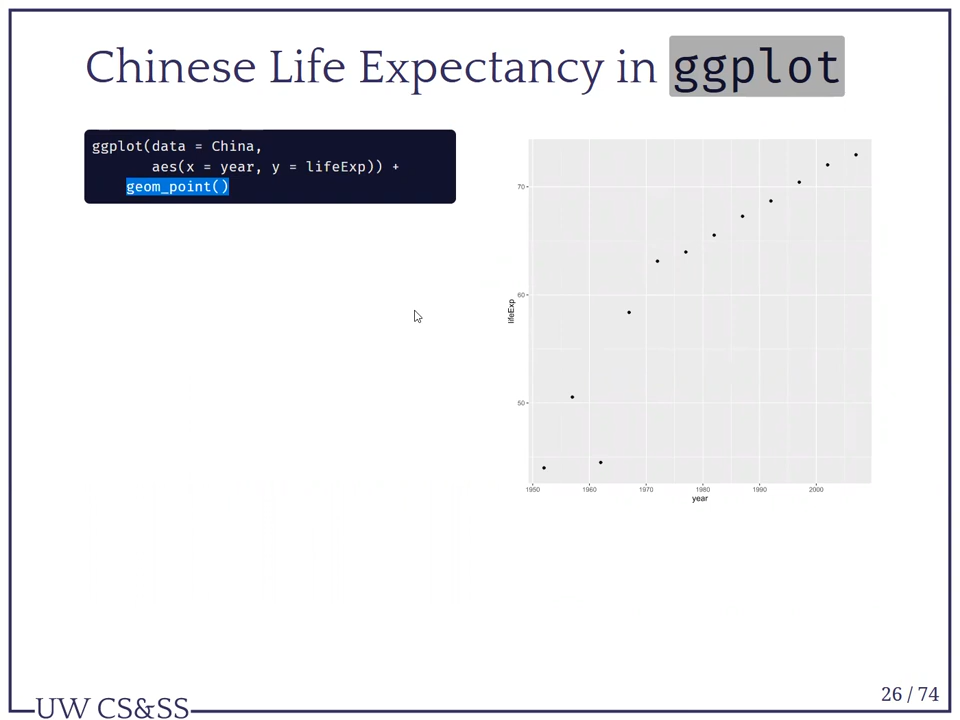 Chinese Life Expectancy in ggplot
ggplot(data = China,
aes(x = year, y = lifeExp)) +
geom_point()
70
60
50
lifeExp
1950 1960 1970 1980 1990 2000
year
UW CS&SS
26 / 74